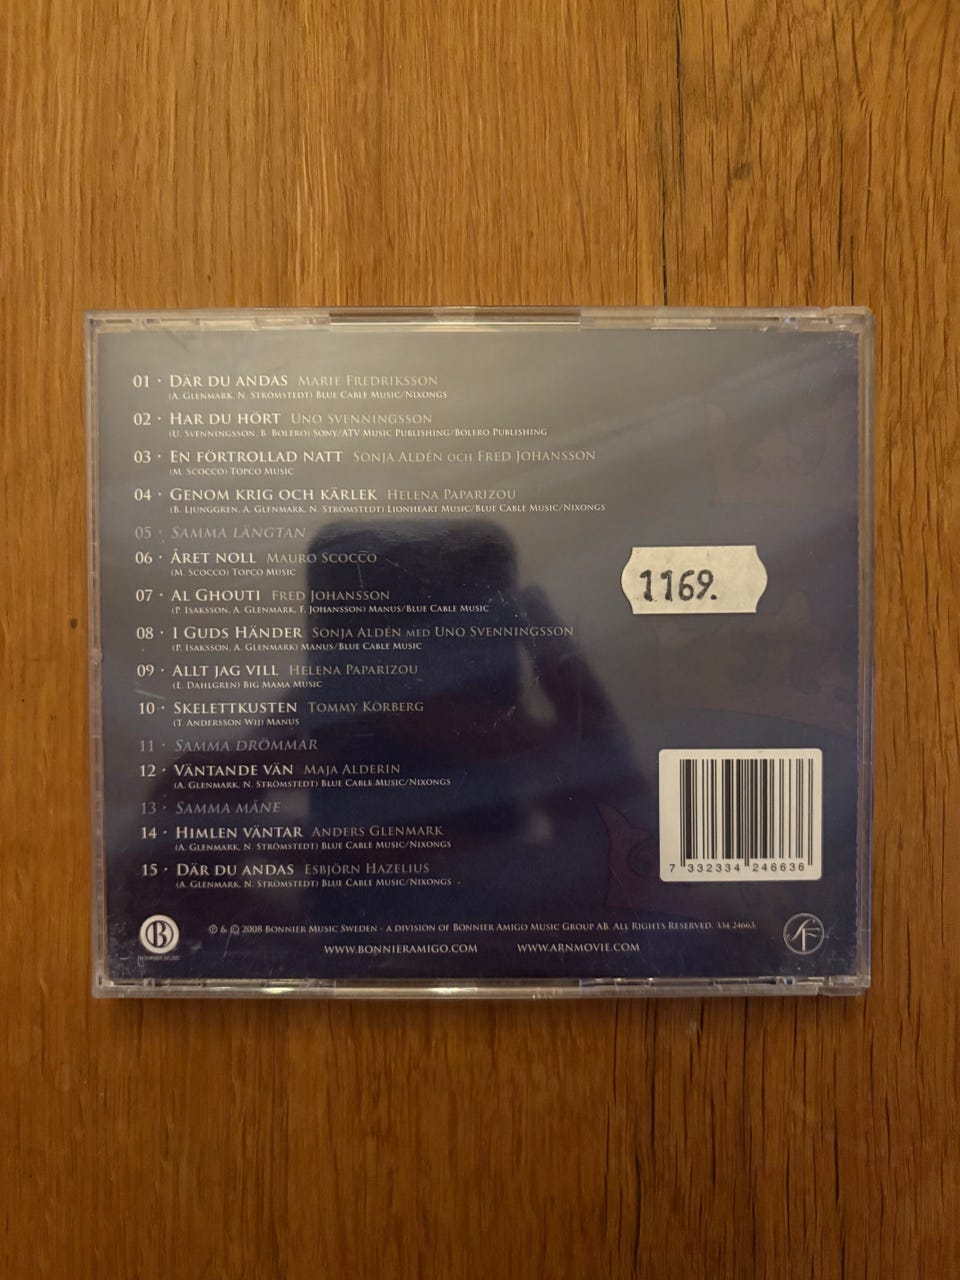 01 · Där du andas Marie Fredriksson
(A. Glenmark, N. Strömstedt) Blue Cable Music/Nixongs
02 · Har du hört Uno Svenningsson
(U. Svenningsson, B. Bolero) Sony/ATV Music Publishing/Bolero Publishing
03 · En förtrollad natt Sonja Aldén och Fred Johansson
(M. Scocco) Topco Music
04 · Genom krig och kärlek Helena Paparizou
(B. Ljunggren, A. Glenmark, N. Strömstedt) Lionheart Music/Blue Cable Music/Nixongs
05 · Samma längtan
06 · Året noll Mauro Scocco
(M. Scocco) Topco Music
07 · Al Ghouti Fred Johansson
(P. Isaksson, A. Glenmark, F. Johansson) Manus/Blue Cable Music
08 · I Guds Händer Sonja Aldén med Uno Svenningsson
(P. Isaksson, A. Glenmark) Manus/Blue Cable Music
09 · Allt jag vill Helena Paparizou
(E. Dahlgren) Big Mama Music
10 · Skelettkusten Tommy Körberg
(T. Andersson Wij) Manus
11 · Samma drömmar
12 · Väntande vän Maja Alderin
(A. Glenmark, N. Strömstedt) Blue Cable Music/Nixongs
13 · Samma måne
14 · Himlen väntar Anders Glenmark
(A. Glenmark, N. Strömstedt) Blue Cable Music/Nixongs
15 · Där du andas Esbjörn Hazelius
(A. Glenmark, N. Strömstedt) Blue Cable Music/Nixongs
1169.
7 332334 246636
B
Bonnier Music
℗ & © 2008 Bonnier Music Sweden · a division of Bonnier Amigo Music Group AB. All Rights Reserved. 334 24663.
www.bonnieramigo.com www.arnmovie.com
SF